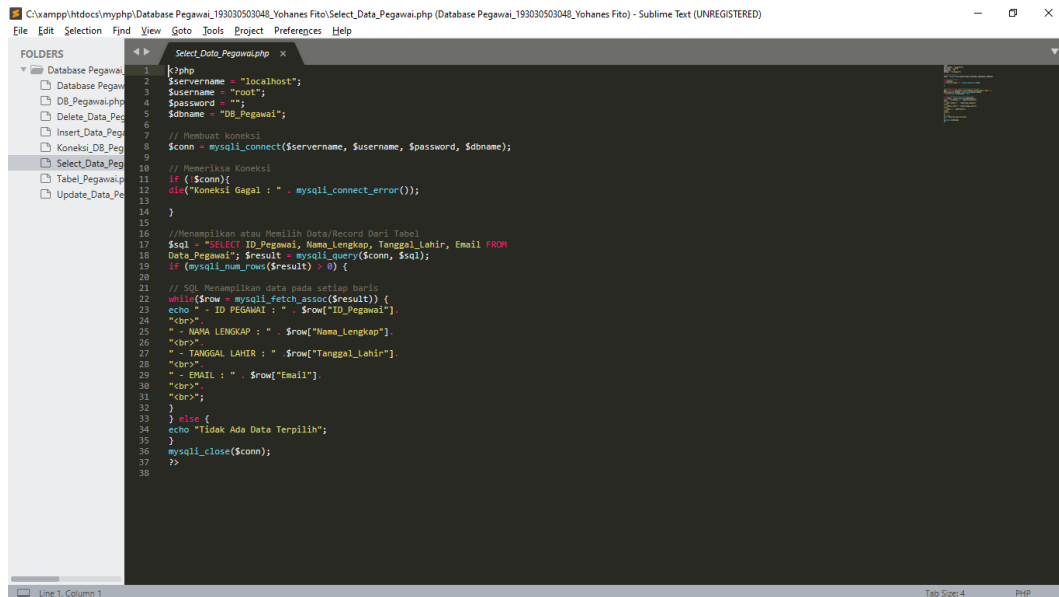 C:\xampp\htdocs\myphp\Database Pegawai_193030503048_Yohanes Fito\Select_Data_Pegawai.php (Database Pegawai_193030503048_Yohanes Fito) - Sublime Text (UNREGISTERED)
File Edit Selection Find View Goto Tools Project Preferences Help
FOLDERS
Database Pegawai_
Database Pegaw
DB_Pegawai.php
Delete_Data_Peg
Insert_Data_Pega
Koneksi_DB_Peg
Select_Data_Peg
Tabel_Pegawai.p
Update_Data_Pe
Select_Data_Pegawai.php ×
1 <?php
2 $servername = "localhost";
3 $username = "root";
4 $password = "";
5 $dbname = "DB_Pegawai";
6
7 // Membuat koneksi
8 $conn = mysqli_connect($servername, $username, $password, $dbname);
9
10 // Memeriksa Koneksi
11 if (!$conn){
12 die("Koneksi Gagal : " . mysqli_connect_error());
13
14 }
15
16 //Menampilkan atau Memilih Data/Record Dari Tabel
17 $sql = "SELECT ID_Pegawai, Nama_Lengkap, Tanggal_Lahir, Email FROM
18 Data_Pegawai"; $result = mysqli_query($conn, $sql);
19 if (mysqli_num_rows($result) > 0) {
20
21 // SQL Menampilkan data pada setiap baris
22 while($row = mysqli_fetch_assoc($result)) {
23 echo " - ID PEGAWAI : " . $row["ID_Pegawai"].
24 "<br>".
25 " - NAMA LENGKAP : " . $row["Nama_Lengkap"].
26 "<br>".
27 " - TANGGAL LAHIR : " .$row["Tanggal_Lahir"].
28 "<br>".
29 " - EMAIL : " . $row["Email"].
30 "<br>".
31 "<br>";
32 }
33 } else {
34 echo "Tidak Ada Data Terpilih";
35 }
36 mysqli_close($conn);
37 ?>
38
Line 1, Column 1
Tab Size: 4
PHP